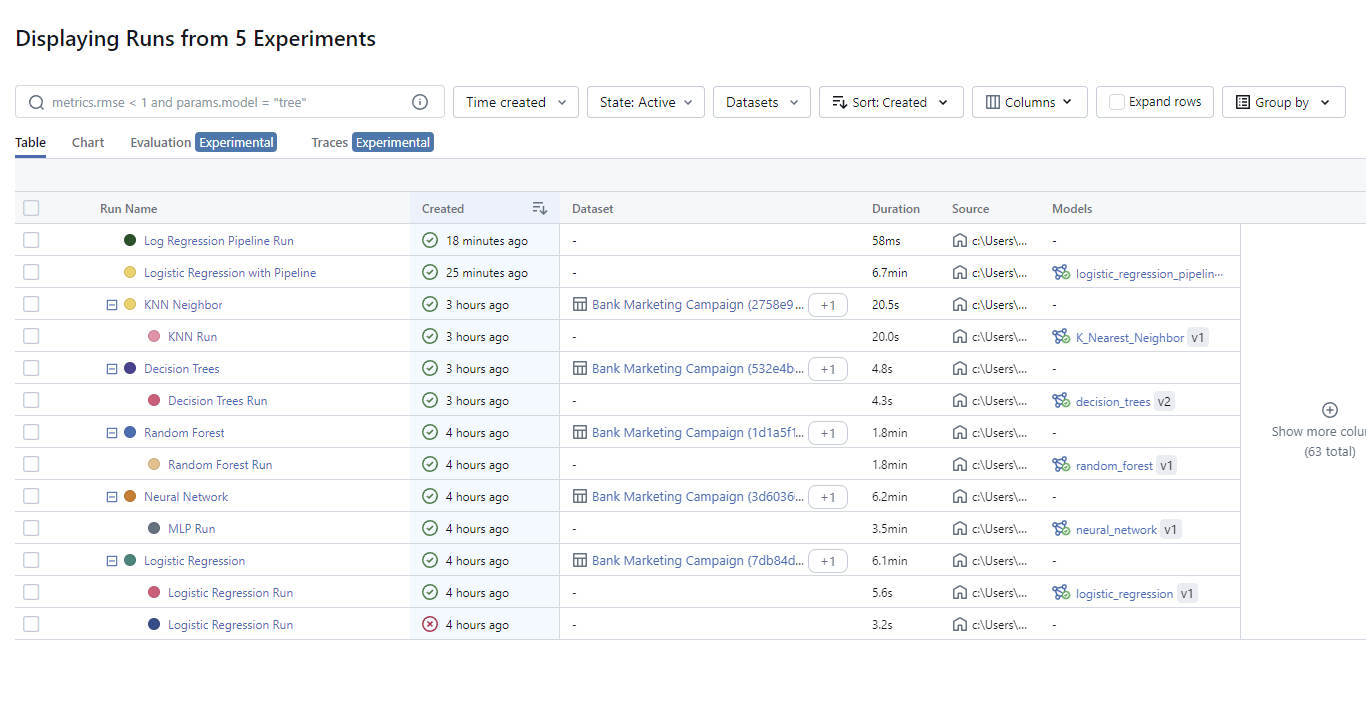 Displaying Runs from 5 Experiments
metrics.rmse < 1 and params.model = "tree" Time created State: Active Datasets Sort: Created Columns Expand rows Group by
Table Chart Evaluation Experimental Traces Experimental
Run Name Created Dataset Duration Source Models
Log Regression Pipeline Run 18 minutes ago - 58ms c:\Users\... -
Logistic Regression with Pipeline 25 minutes ago - 6.7min c:\Users\... logistic_regression_pipelin...
KNN Neighbor 3 hours ago Bank Marketing Campaign (2758e9... +1 20.5s c:\Users\... -
KNN Run 3 hours ago - 20.0s c:\Users\... K_Nearest_Neighbor v1
Decision Trees 3 hours ago Bank Marketing Campaign (532e4b... +1 4.8s c:\Users\... -
Decision Trees Run 3 hours ago - 4.3s c:\Users\... decision_trees v2
Random Forest 4 hours ago Bank Marketing Campaign (1d1a5f1... +1 1.8min c:\Users\... -
Random Forest Run 4 hours ago - 1.8min c:\Users\... random_forest v1
Neural Network 4 hours ago Bank Marketing Campaign (3d6036... +1 6.2min c:\Users\... -
MLP Run 4 hours ago - 3.5min c:\Users\... neural_network v1
Logistic Regression 4 hours ago Bank Marketing Campaign (7db84d... +1 6.1min c:\Users\... -
Logistic Regression Run 4 hours ago - 5.6s c:\Users\... logistic_regression v1
Logistic Regression Run 4 hours ago - 3.2s c:\Users\... -
Show more colu
(63 total)